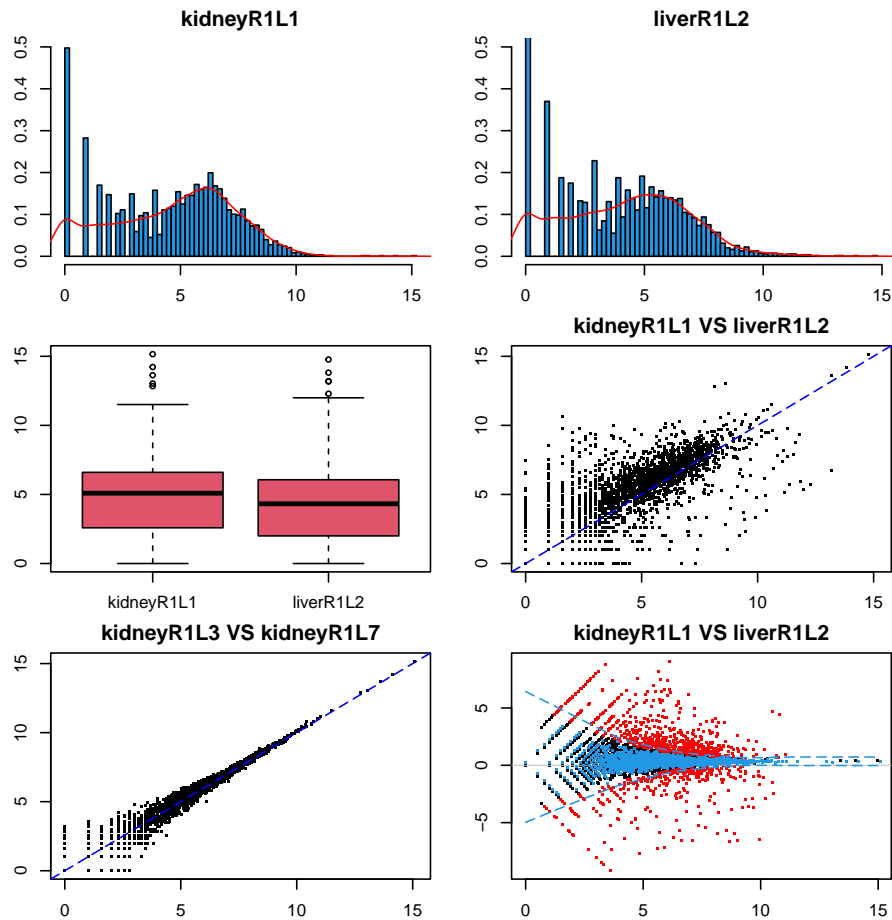 kidneyR1L1 liverR1L2
0.5 0.5
0.4 0.4
0.3 0.3
0.2 0.2
0.1 0.1
0.0 0.0
0 5 10 15 0 5 10 15
kidneyR1L1 VS liverR1L2
15 15
10 10
5 5
0 0
kidneyR1L1 liverR1L2 0 5 10 15
kidneyR1L3 VS kidneyR1L7 kidneyR1L1 VS liverR1L2
15 5
10 0
5 −5
0
0 5 10 15 0 5 10 15